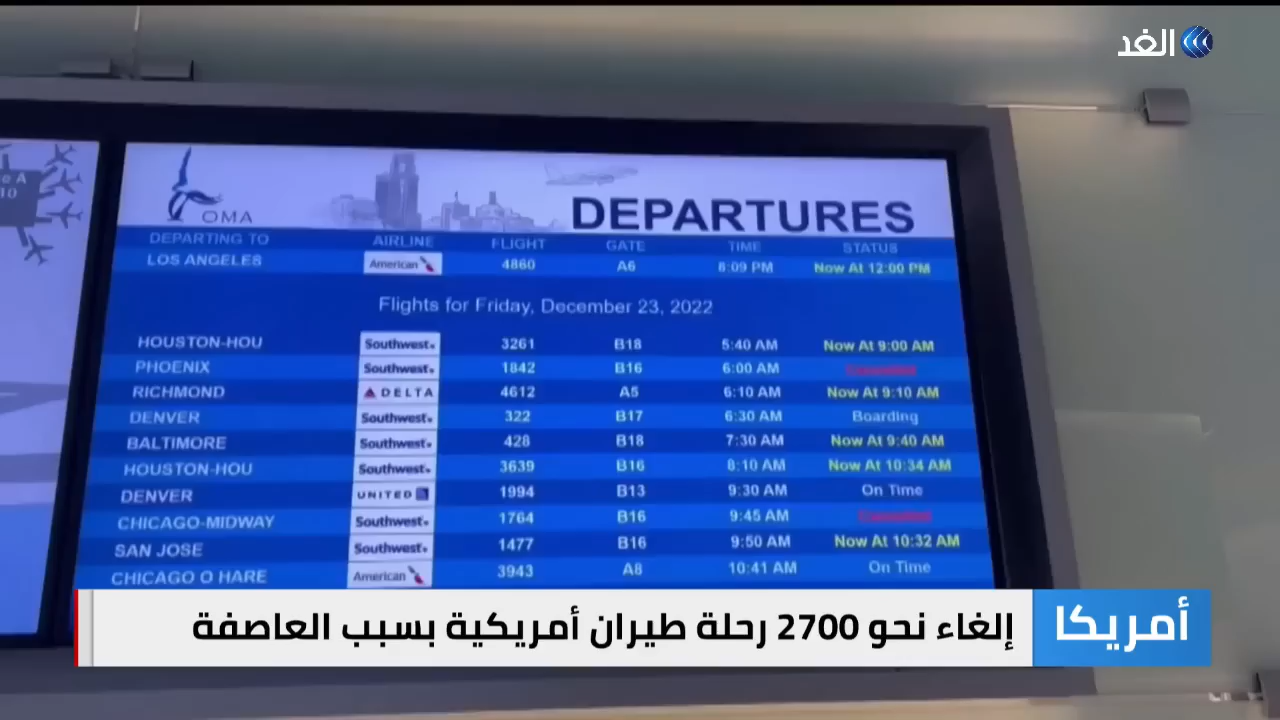 الغد
e A
10
OMA
DEPARTURES
DEPARTING TO AIRLINE FLIGHT GATE TIME STATUS
LOS ANGELES American 4860 A6 8:09 PM Now At 12:00 PM
Flights for Friday, December 23, 2022
HOUSTON-HOU Southwest 3261 B18 5:40 AM Now At 9:00 AM
PHOENIX Southwest 1842 B16 6:00 AM Cancelled
RICHMOND DELTA 4612 A5 6:10 AM Now At 9:10 AM
DENVER Southwest 322 B17 6:30 AM Boarding
BALTIMORE Southwest 428 B18 7:30 AM Now At 9:40 AM
HOUSTON-HOU Southwest 3639 B16 8:10 AM Now At 10:34 AM
DENVER UNITED 1994 B13 9:30 AM On Time
CHICAGO-MIDWAY Southwest 1764 B16 9:45 AM Cancelled
SAN JOSE Southwest 1477 B16 9:50 AM Now At 10:32 AM
CHICAGO O HARE American 3943 A8 10:41 AM On Time
أمريكا
إلغاء نحو 2700 رحلة طيران أمريكية بسبب العاصفة